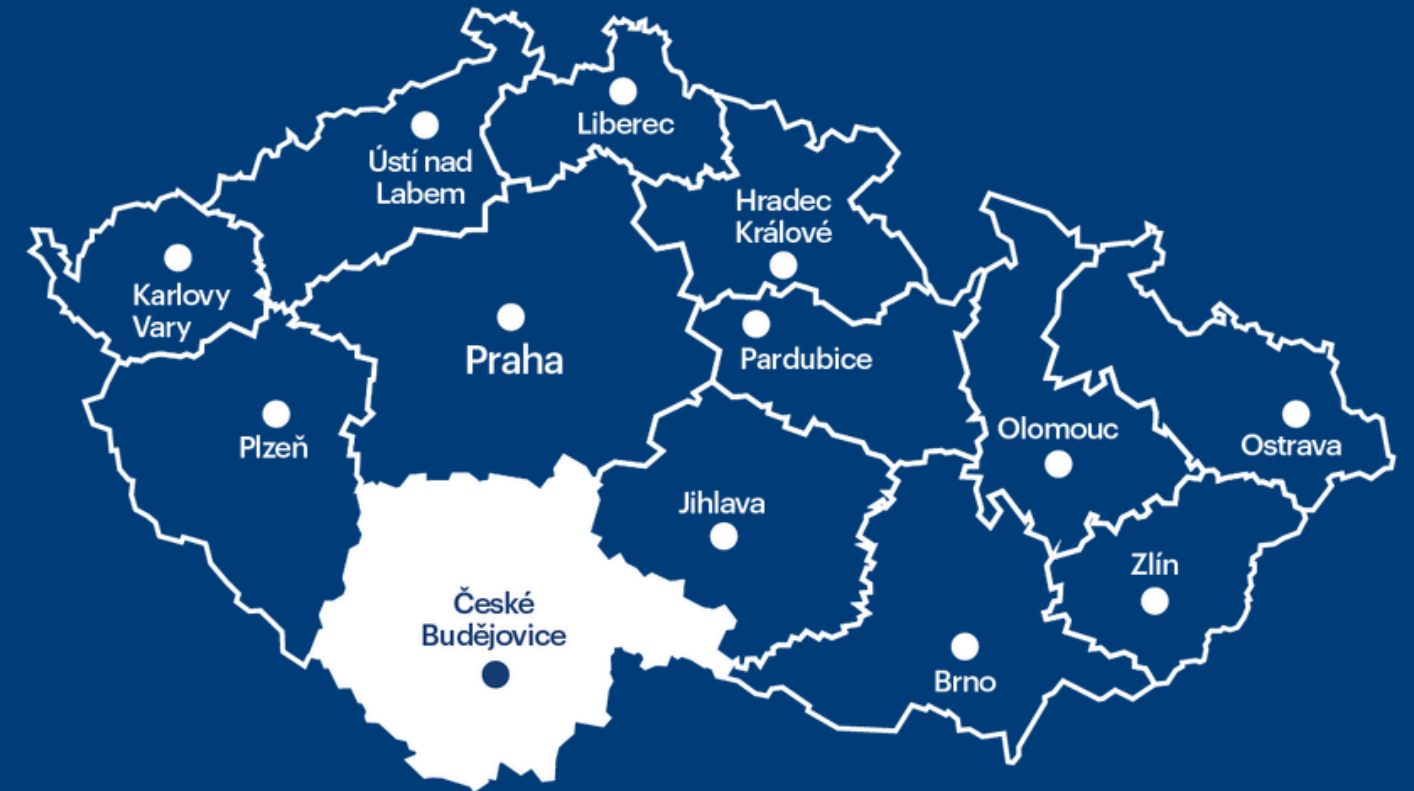 Liberec
Ústí nad
Labem
Hradec
Králové
Karlovy
Vary
Praha
Pardubice
Plzeň
Olomouc
Ostrava
Jihlava
Zlín
České
Budějovice
Brno